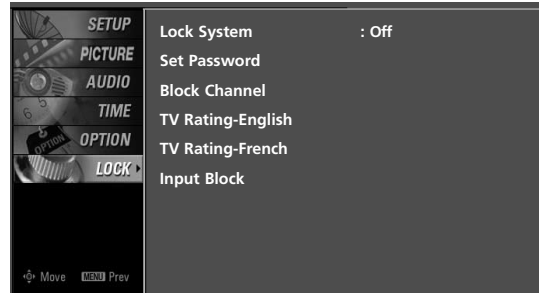 SETUP
PICTURE
AUDIO
TIME
OPTION
LOCK
Lock System : Off
Set Password
Block Channel
TV Rating-English
TV Rating-French
Input Block
Move MENU Prev